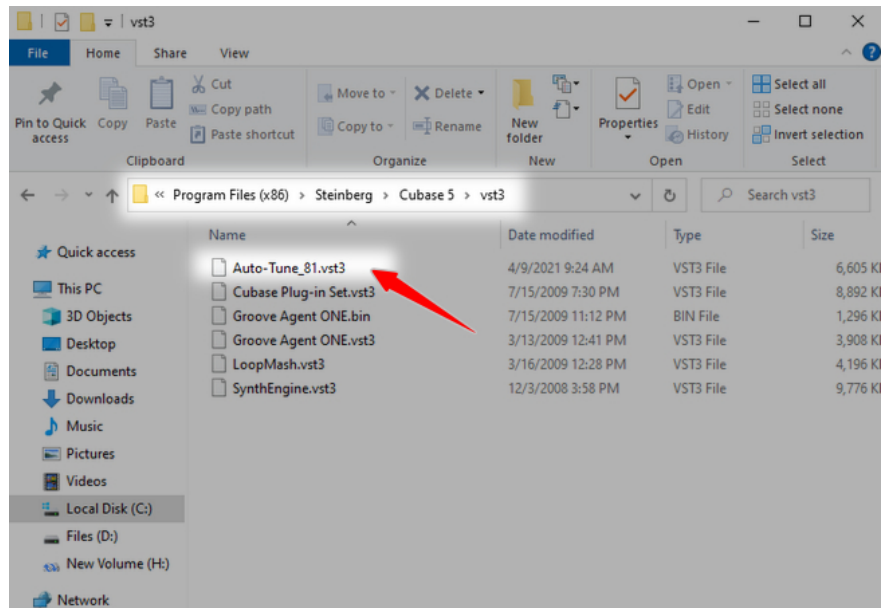 vst3
File Home Share View
Pin to Quick access
Copy
Paste
Cut
Copy path
Paste shortcut
Clipboard
Move to
Copy to
Delete
Rename
Organize
New folder
New
Properties
Open
Edit
History
Open
Select all
Select none
Invert selection
Select
« Program Files (x86) > Steinberg > Cubase 5 > vst3
Search vst3
Name Date modified Type Size
Auto-Tune_81.vst3 4/9/2021 9:24 AM VST3 File 6,605 K
Cubase Plug-in Set.vst3 7/15/2009 7:30 PM VST3 File 8,892 K
Groove Agent ONE.bin 7/15/2009 11:12 PM BIN File 1,296 K
Groove Agent ONE.vst3 3/13/2009 12:41 PM VST3 File 3,908 K
LoopMash.vst3 3/16/2009 12:28 PM VST3 File 4,196 K
SynthEngine.vst3 12/3/2008 3:58 PM VST3 File 9,776 K
Quick access
This PC
3D Objects
Desktop
Documents
Downloads
Music
Pictures
Videos
Local Disk (C:)
Files (D:)
New Volume (H:)
Network